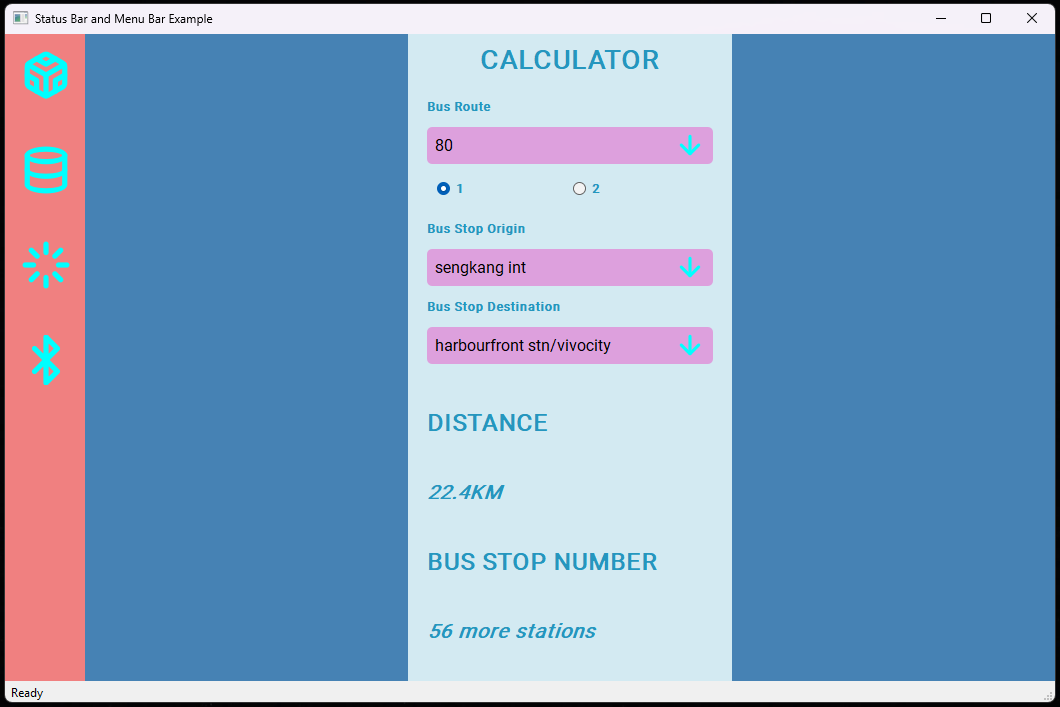 Status Bar and Menu Bar Example
CALCULATOR
Bus Route
80
1 2
Bus Stop Origin
sengkang int
Bus Stop Destination
harbourfront stn/vivocity
DISTANCE
22.4KM
BUS STOP NUMBER
56 more stations
Ready